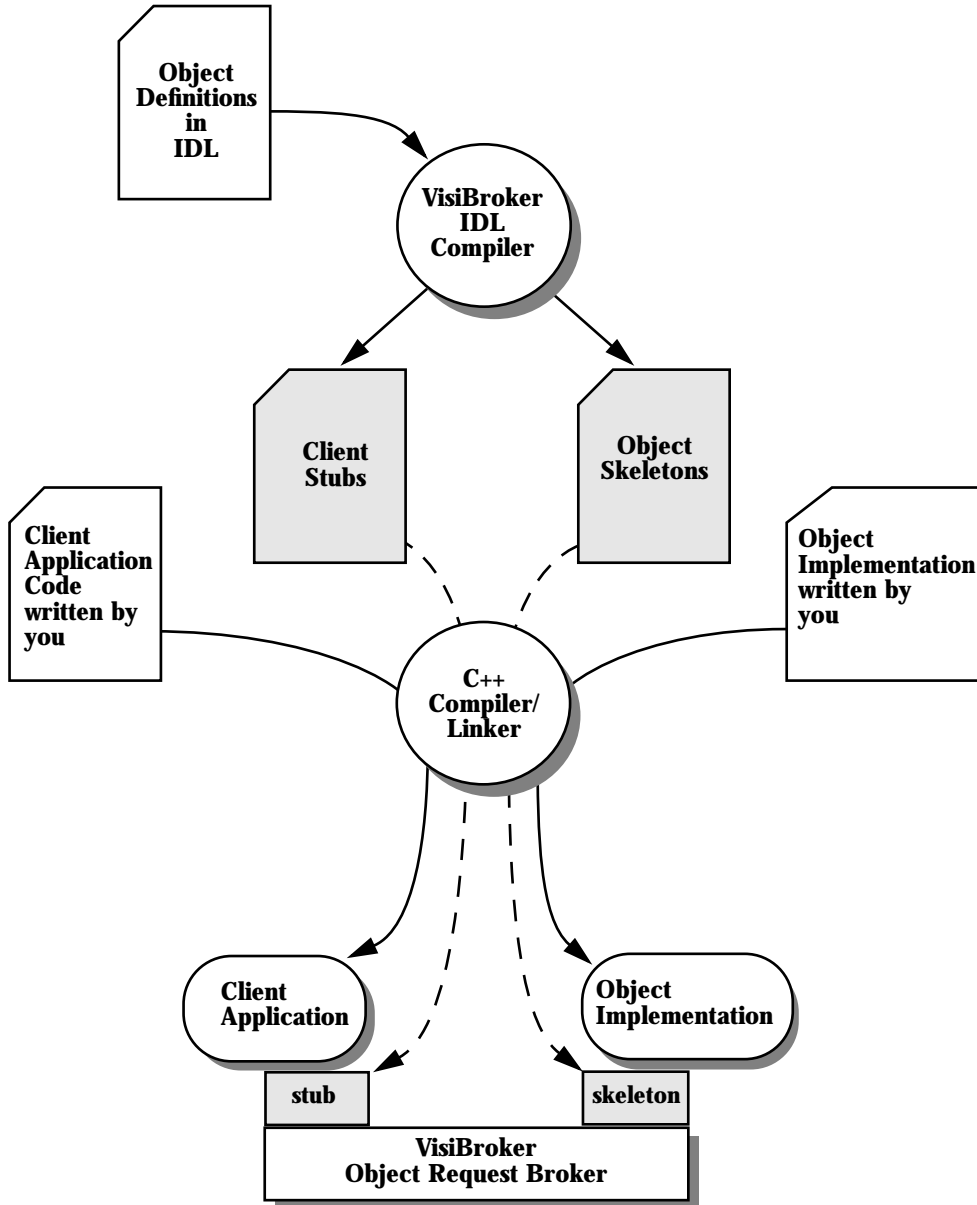 Object
Definitions
in
IDL
VisiBroker
IDL
Compiler
Client
Stubs
Object
Skeletons
Client
Application
Code
written by
you
Object
Implementation
written by
you
C++
Compiler/
Linker
Client
Application
Object
Implementation
stub
skeleton
VisiBroker
Object Request Broker